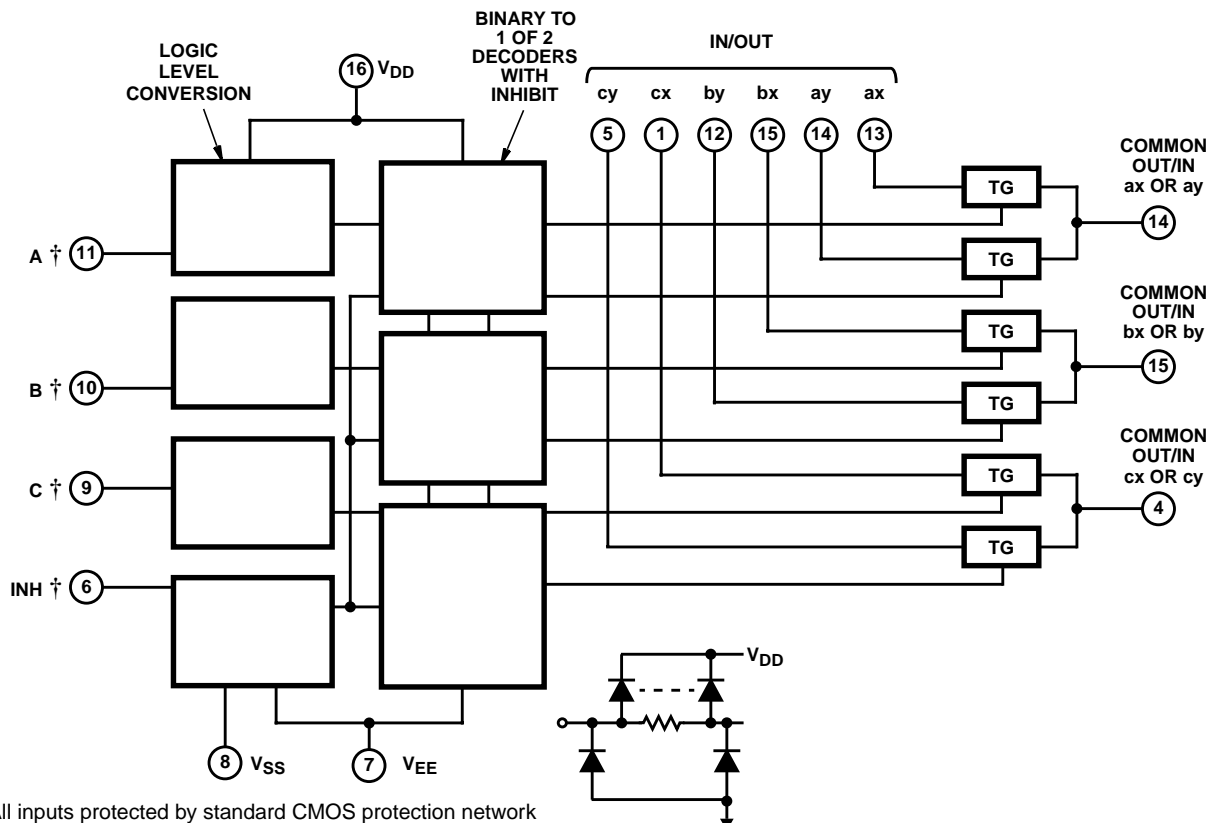 LOGIC
LEVEL
CONVERSION
16 VDD
BINARY TO
1 OF 2
DECODERS
WITH
INHIBIT
IN/OUT
cy cx by bx ay ax
5 1 12 15 14 13
TG
TG
TG
TG
TG
TG
COMMON
OUT/IN
ax OR ay
14
COMMON
OUT/IN
bx OR by
15
COMMON
OUT/IN
cx OR cy
4
A † 11
B † 10
C † 9
INH † 6
8 VSS
7 VEE
VDD
All inputs protected by standard CMOS protection network